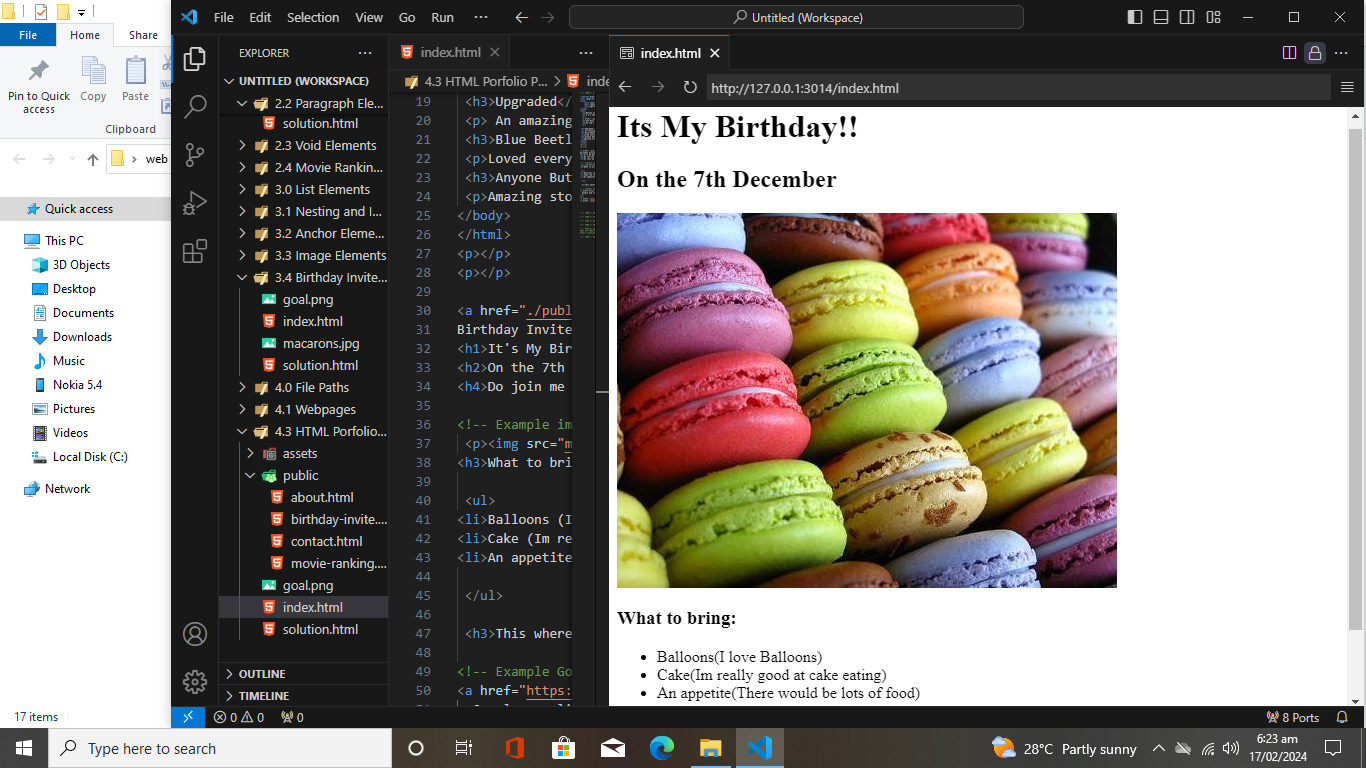 File
Home
Share
Pin to Quick access
Copy
Paste
Clipboard
web
Quick access
This PC
3D Objects
Desktop
Documents
Downloads
Music
Nokia 5.4
Pictures
Videos
Local Disk (C:)
Network
17 items
File Edit Selection View Go Run ···
Untitled (Workspace)
EXPLORER
UNTITLED (WORKSPACE)
2.2 Paragraph Ele...
solution.html
2.3 Void Elements
2.4 Movie Rankin...
3.0 List Elements
3.1 Nesting and I...
3.2 Anchor Eleme...
3.3 Image Elements
3.4 Birthday Invite...
goal.png
index.html
macarons.jpg
solution.html
4.0 File Paths
4.1 Webpages
4.3 HTML Porfolio...
assets
public
about.html
birthday-invite....
contact.html
movie-ranking....
goal.png
index.html
solution.html
OUTLINE
TIMELINE
index.html
4.3 HTML Porfolio P... > inde
19 <h3>Upgraded</
20 <p> An amazing
21 <h3>Blue Beetl
22 <p>Loved every
23 <h3>Anyone But
24 <p>Amazing sto
25 </body>
26 </html>
27 <p></p>
28 <p></p>
29
30 <a href="./publ
31 Birthday Invite
32 <h1>It's My Bir
33 <h2>On the 7th
34 <h4>Do join me
35
36 <!-- Example im
37 <p><img src="m
38 <h3>What to bri
39
40 <ul>
41 <li>Balloons (I
42 <li>Cake (Im re
43 <li>An appetite
44
45 </ul>
46
47 <h3>This where
48
49 <!-- Example Go
50 <a href="https:
index.html
http://127.0.0.1:3014/index.html
Its My Birthday!!
On the 7th December
What to bring:
• Balloons(I love Balloons)
• Cake(Im really good at cake eating)
• An appetite(There would be lots of food)
0 0 0
8 Ports
Type here to search
28°C Partly sunny
6:23 am
17/02/2024